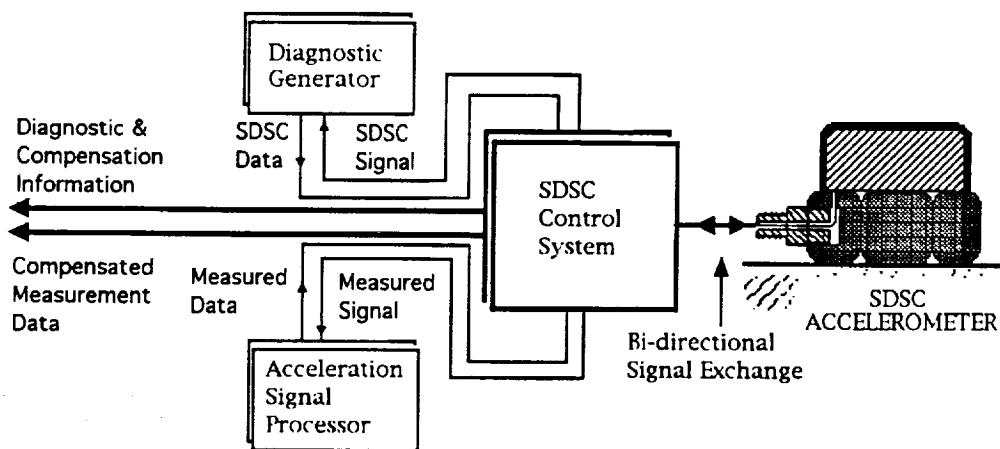 Diagnostic
Generator
SDSC
Data
SDSC
Signal
Diagnostic &
Compensation
Information
SDSC
Control
System
Compensated
Measurement
Data
Measured
Data
Measured
Signal
Acceleration
Signal
Processor
Bi-directional
Signal Exchange
SDSC
ACCELEROMETER